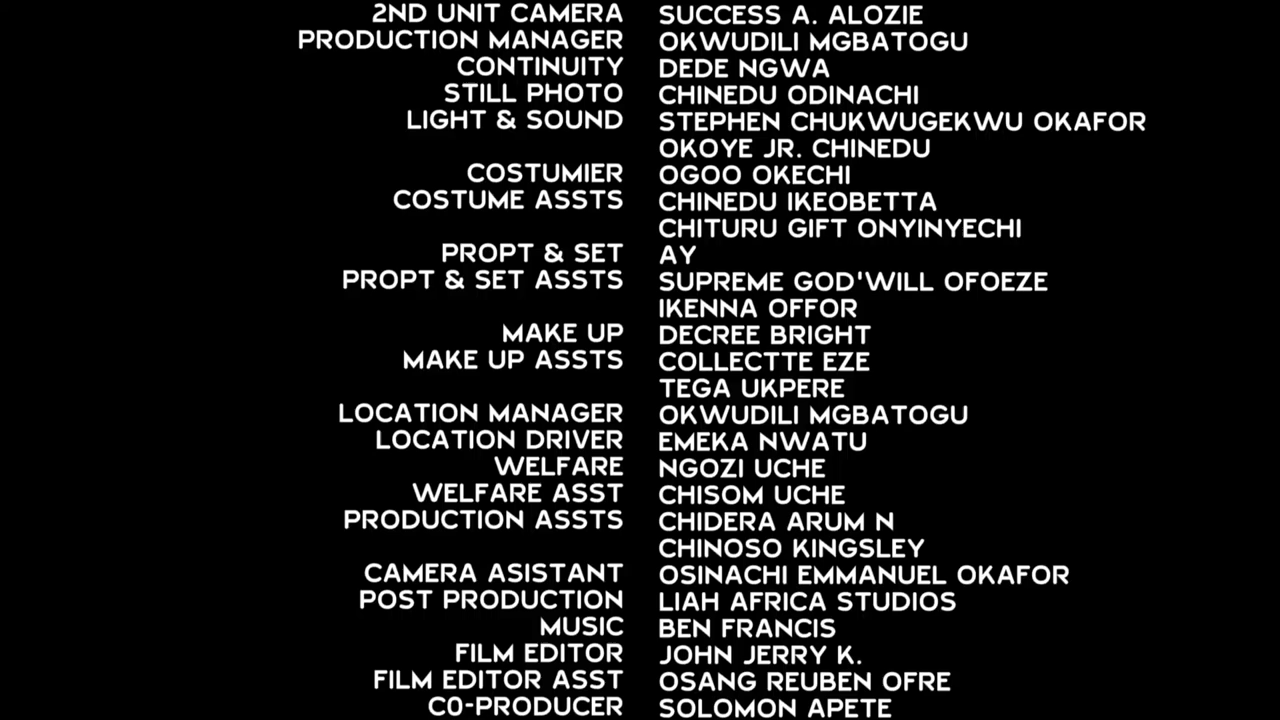 2ND UNIT CAMERA SUCCESS A. ALOZIE
PRODUCTION MANAGER OKWUDILI MGBATOGU
CONTINUITY DEDE NGWA
STILL PHOTO CHINEDU ODINACHI
LIGHT & SOUND STEPHEN CHUKWUGEKWU OKAFOR
OKOYE JR. CHINEDU
COSTUMIER OGOO OKECHI
COSTUME ASSTS CHINEDU IKEOBETTA
CHITURU GIFT ONYINYECHI
PROPT & SET AY
PROPT & SET ASSTS SUPREME GOD'WILL OFOEZE
IKENNA OFFOR
MAKE UP DECREE BRIGHT
MAKE UP ASSTS COLLECTTE EZE
TEGA UKPERE
LOCATION MANAGER OKWUDILI MGBATOGU
LOCATION DRIVER EMEKA NWATU
WELFARE NGOZI UCHE
WELFARE ASST CHISOM UCHE
PRODUCTION ASSTS CHIDERA ARUM N
CHINOSO KINGSLEY
CAMERA ASISTANT OSINACHI EMMANUEL OKAFOR
POST PRODUCTION LIAH AFRICA STUDIOS
MUSIC BEN FRANCIS
FILM EDITOR JOHN JERRY K.
FILM EDITOR ASST OSANG REUBEN OFRE
C0-PRODUCER SOLOMON APETE